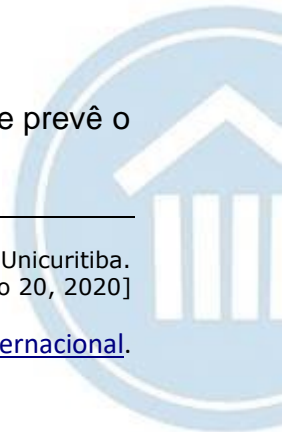 e prevê o
Unicuritiba.
o 20, 2020]
ernacional.